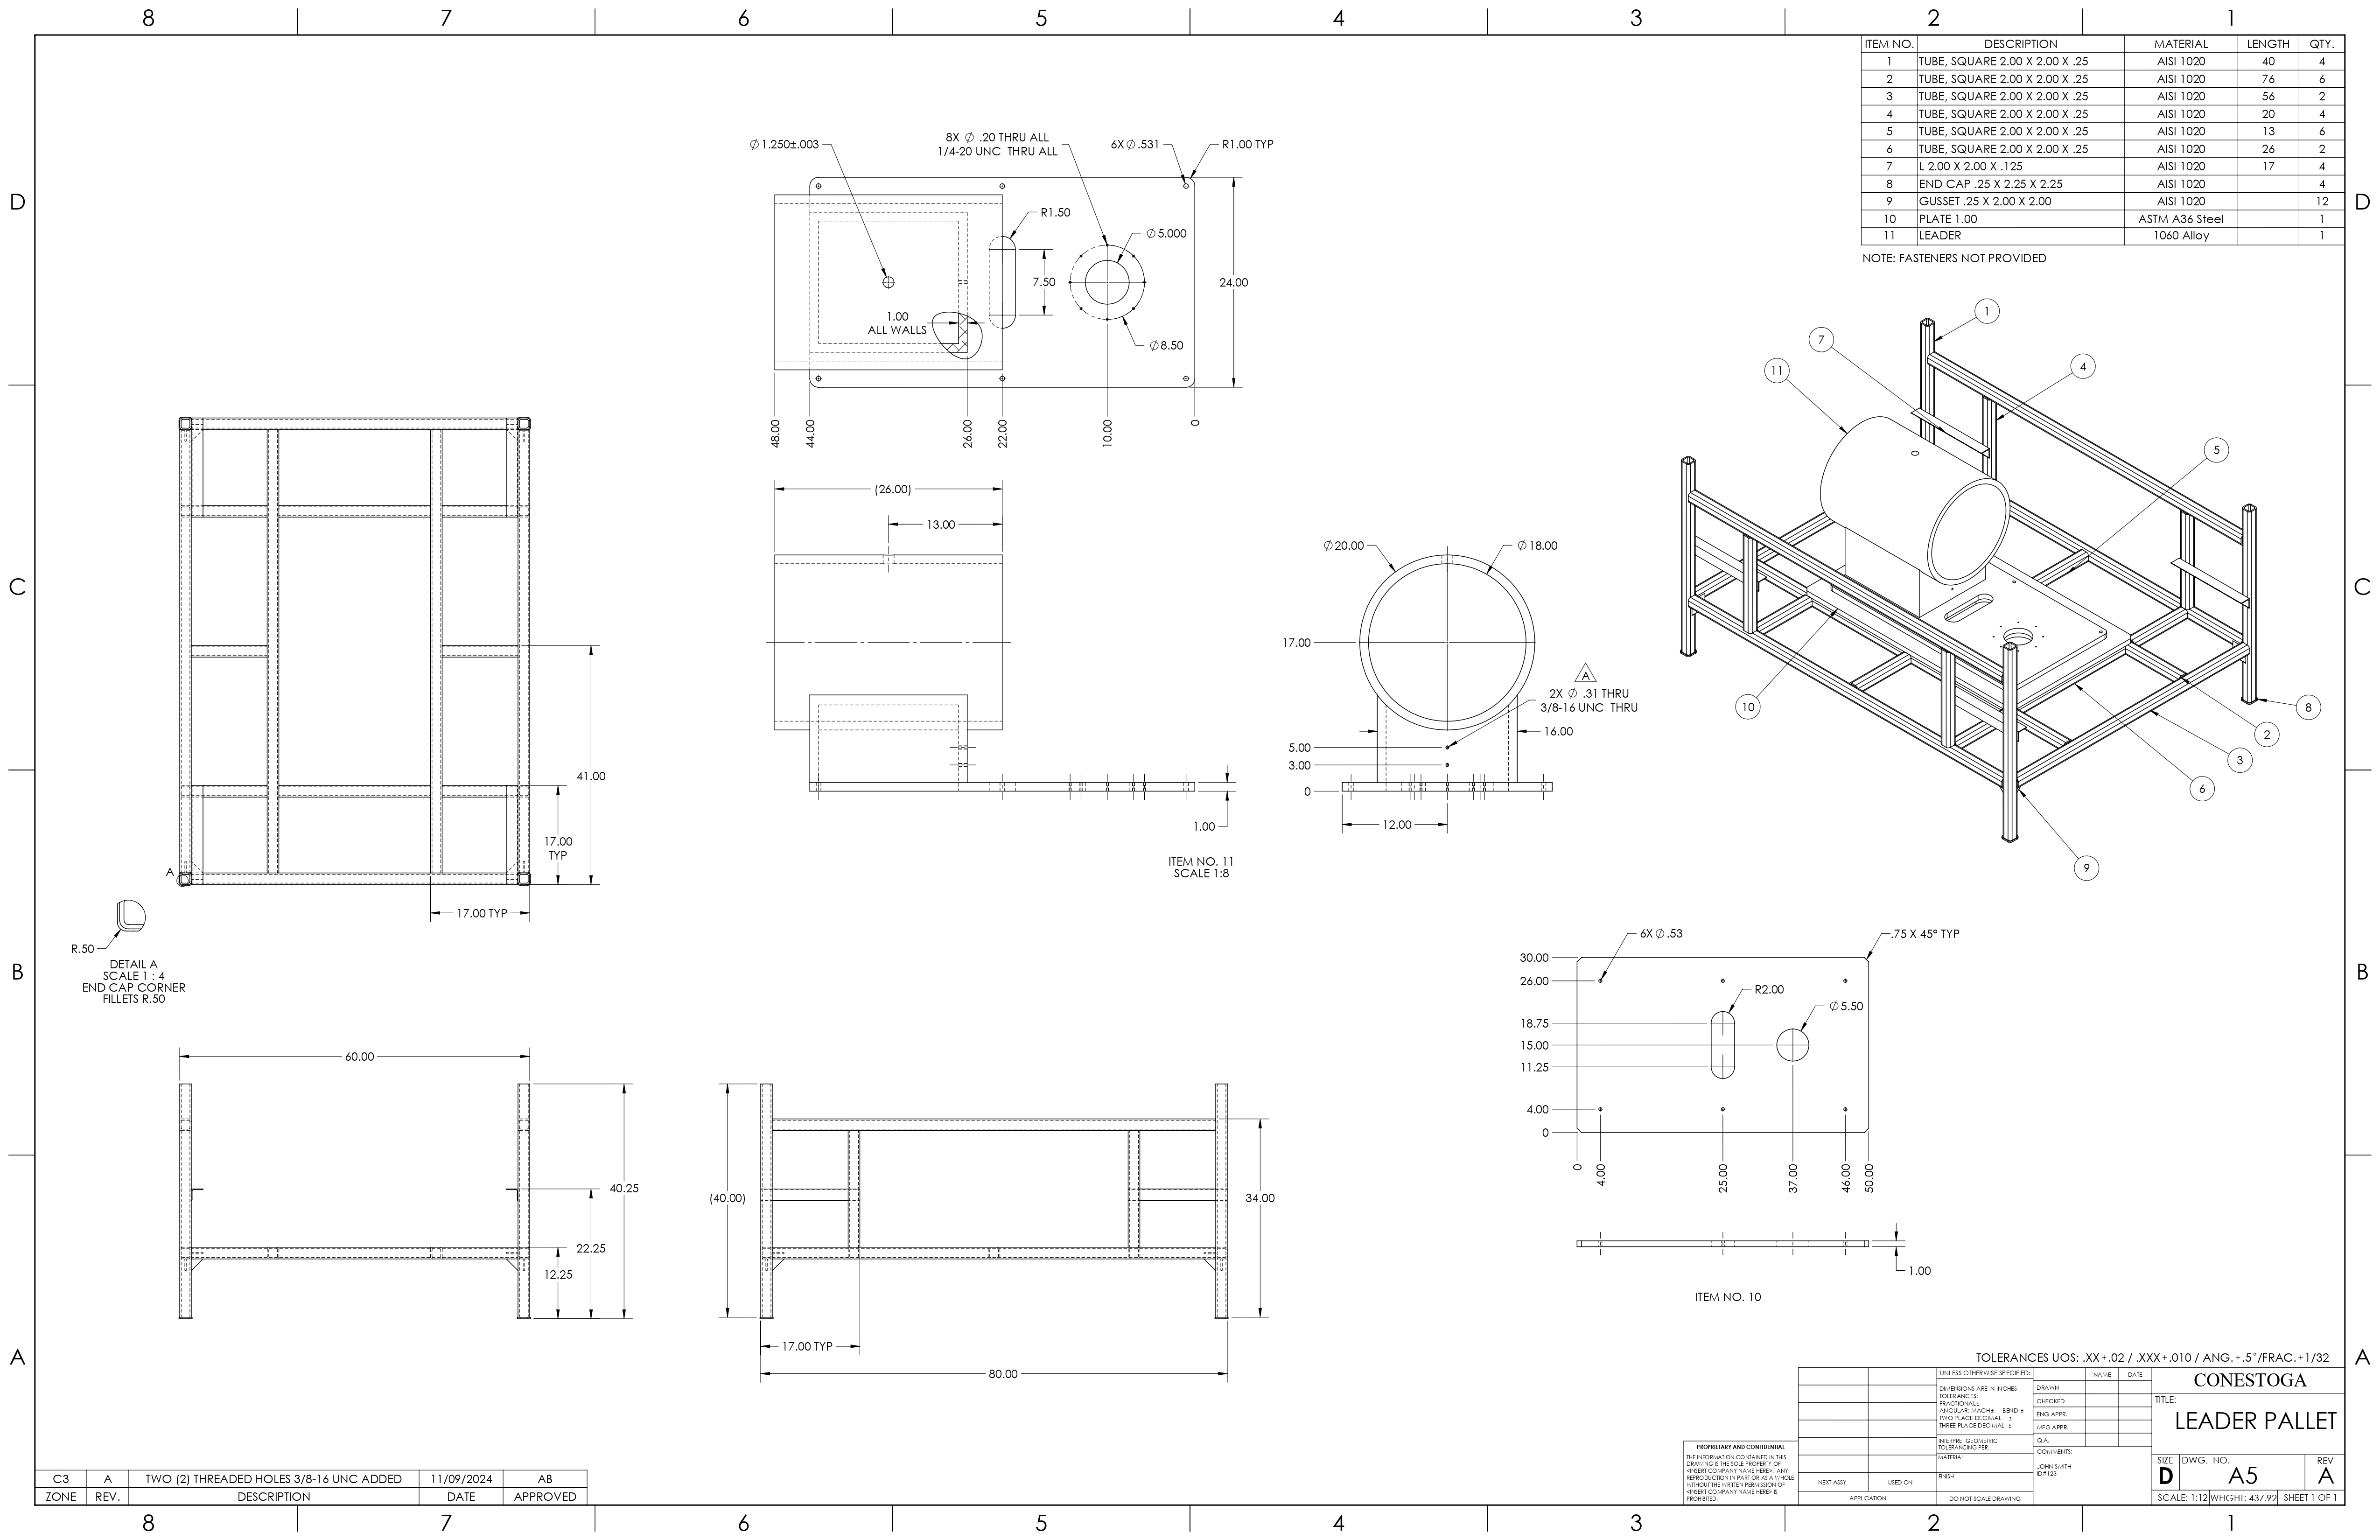 8 7 6 5 4 3 2 1
D
C
B
A
D
C
B
A
ITEM NO. DESCRIPTION MATERIAL LENGTH QTY.
1 TUBE, SQUARE 2.00 X 2.00 X .25 AISI 1020 40 4
2 TUBE, SQUARE 2.00 X 2.00 X .25 AISI 1020 76 6
3 TUBE, SQUARE 2.00 X 2.00 X .25 AISI 1020 56 2
4 TUBE, SQUARE 2.00 X 2.00 X .25 AISI 1020 20 4
5 TUBE, SQUARE 2.00 X 2.00 X .25 AISI 1020 13 6
6 TUBE, SQUARE 2.00 X 2.00 X .25 AISI 1020 26 2
7 L 2.00 X 2.00 X .125 AISI 1020 17 4
8 END CAP .25 X 2.25 X 2.25 AISI 1020 4
9 GUSSET .25 X 2.00 X 2.00 AISI 1020 12
10 PLATE 1.00 ASTM A36 Steel 1
11 LEADER 1060 Alloy 1
NOTE: FASTENERS NOT PROVIDED
∅1.250±.003
8X ∅ .20 THRU ALL
1/4-20 UNC THRU ALL
6X∅.531
R1.00 TYP
R1.50
∅5.000
7.50
24.00
1.00
ALL WALLS
∅8.50
48.00
44.00
26.00
22.00
10.00
0
(26.00)
13.00
1.00
ITEM NO. 11
SCALE 1:8
∅20.00
∅18.00
17.00
A
2X ∅ .31 THRU
3/8-16 UNC THRU
16.00
5.00
3.00
0
12.00
1
7
4
11
5
10
8
2
3
6
9
41.00
17.00
TYP
17.00 TYP
A
R.50
DETAIL A
SCALE 1 : 4
END CAP CORNER
FILLETS R.50
60.00
40.25
22.25
12.25
(40.00)
34.00
17.00 TYP
80.00
6X∅.53
.75 X 45° TYP
30.00
26.00
R2.00
∅5.50
18.75
15.00
11.25
4.00
0
0
4.00
25.00
37.00
46.00
50.00
1.00
ITEM NO. 10
TOLERANCES UOS: .XX±.02 / .XXX±.010 / ANG.±.5°/FRAC.±1/32
UNLESS OTHERWISE SPECIFIED:
DIMENSIONS ARE IN INCHES
TOLERANCES:
FRACTIONAL±
ANGULAR: MACH± BEND ±
TWO PLACE DECIMAL ±
THREE PLACE DECIMAL ±
INTERPRET GEOMETRIC
TOLERANCING PER:
MATERIAL
FINISH
DO NOT SCALE DRAWING
NAME DATE
DRAWN
CHECKED
ENG APPR.
MFG APPR.
Q.A.
COMMENTS:
JOHN SMITH
ID#123
NEXT ASSY USED ON
APPLICATION
PROPRIETARY AND CONFIDENTIAL
THE INFORMATION CONTAINED IN THIS
DRAWING IS THE SOLE PROPERTY OF
<INSERT COMPANY NAME HERE>. ANY
REPRODUCTION IN PART OR AS A WHOLE
WITHOUT THE WRITTEN PERMISSION OF
<INSERT COMPANY NAME HERE> IS
PROHIBITED.
CONESTOGA
TITLE:
LEADER PALLET
SIZE DWG. NO. REV
D A5 A
SCALE: 1:12 WEIGHT: 437.92 SHEET 1 OF 1
C3 A TWO (2) THREADED HOLES 3/8-16 UNC ADDED 11/09/2024 AB
ZONE REV. DESCRIPTION DATE APPROVED
8 7 6 5 4 3 2 1